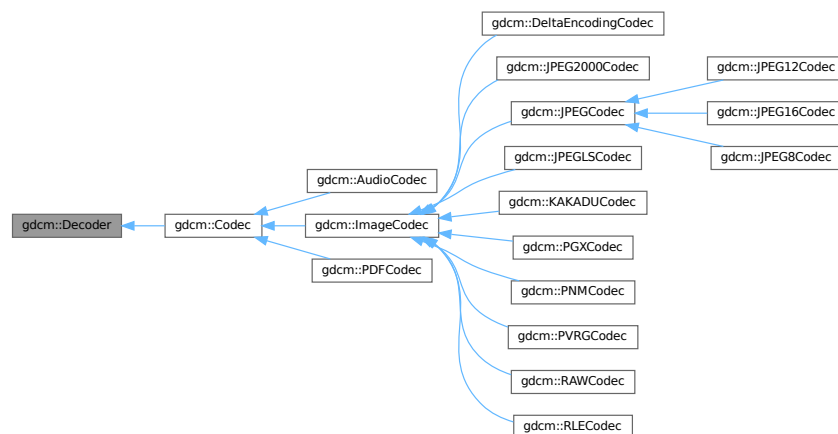 gdcm::DeltaEncodingCodec
gdcm::JPEG2000Codec
gdcm::JPEG12Codec
gdcm::JPEGCodec
gdcm::JPEG16Codec
gdcm::JPEGLSCodec
gdcm::JPEG8Codec
gdcm::AudioCodec
gdcm::KAKADUCodec
gdcm::Decoder
gdcm::Codec
gdcm::ImageCodec
gdcm::PGXCodec
gdcm::PDFCodec
gdcm::PNMCodec
gdcm::PVRGCodec
gdcm::RAWCodec
gdcm::RLECodec